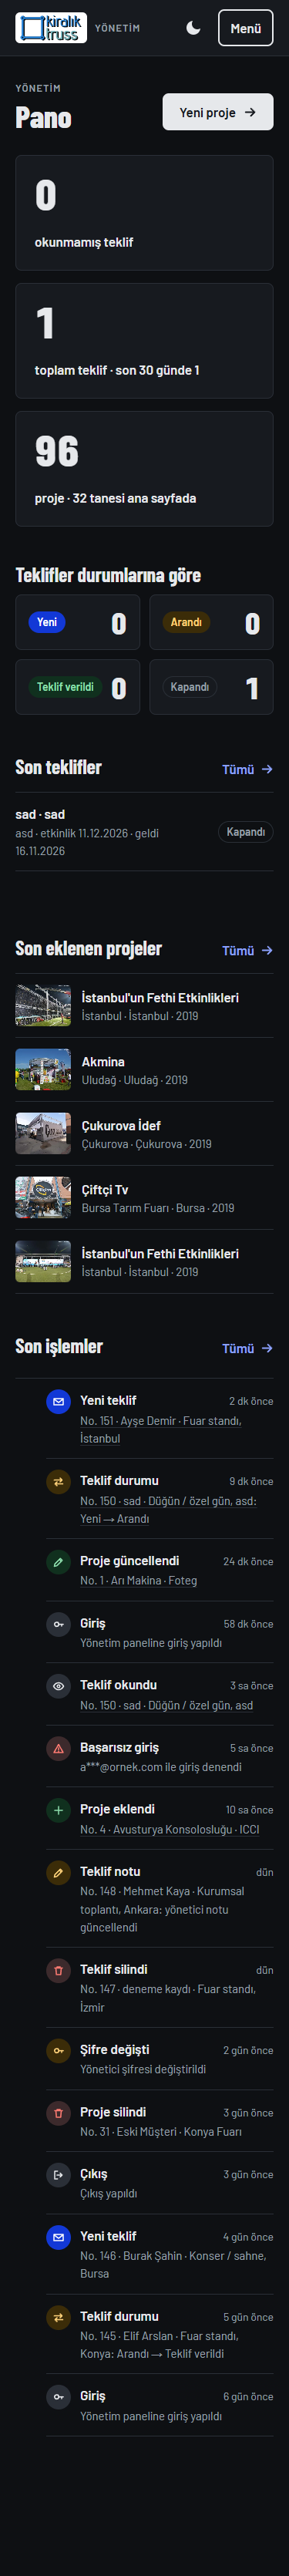 kiralık
truss
YÖNETİM
Menü
YÖNETİM
Pano
Yeni proje →
0
okunmamış teklif
1
toplam teklif · son 30 günde 1
96
proje · 32 tanesi ana sayfada
Teklifler durumlarına göre
Yeni 0
Arandı 0
Teklif verildi 0
Kapandı 1
Son teklifler
Tümü →
sad · sad
asd · etkinlik 11.12.2026 · geldi
16.11.2026
Kapandı
Son eklenen projeler
Tümü →
İstanbul'un Fethi Etkinlikleri
İstanbul · İstanbul · 2019
Akmina
Uludağ · Uludağ · 2019
Çukurova İdef
Çukurova · Çukurova · 2019
Çiftçi Tv
Bursa Tarım Fuarı · Bursa · 2019
İstanbul'un Fethi Etkinlikleri
İstanbul · İstanbul · 2019
Son işlemler
Tümü →
Yeni teklif 2 dk önce
No. 151 · Ayşe Demir · Fuar standı,
İstanbul
Teklif durumu 9 dk önce
No. 150 · sad · Düğün / özel gün, asd:
Yeni → Arandı
Proje güncellendi 24 dk önce
No. 1 · Arı Makina · Foteg
Giriş 58 dk önce
Yönetim paneline giriş yapıldı
Teklif okundu 3 sa önce
No. 150 · sad · Düğün / özel gün, asd
Başarısız giriş 5 sa önce
a***@ornek.com ile giriş denendi
Proje eklendi 10 sa önce
No. 4 · Avusturya Konsolosluğu · ICCI
Teklif notu dün
No. 148 · Mehmet Kaya · Kurumsal
toplantı, Ankara: yönetici notu
güncellendi
Teklif silindi dün
No. 147 · deneme kaydı · Fuar standı,
İzmir
Şifre değişti 2 gün önce
Yönetici şifresi değiştirildi
Proje silindi 3 gün önce
No. 31 · Eski Müşteri · Konya Fuarı
Çıkış 3 gün önce
Çıkış yapıldı
Yeni teklif 4 gün önce
No. 146 · Burak Şahin · Konser / sahne,
Bursa
Teklif durumu 5 gün önce
No. 145 · Elif Arslan · Fuar standı,
Konya: Arandı → Teklif verildi
Giriş 6 gün önce
Yönetim paneline giriş yapıldı